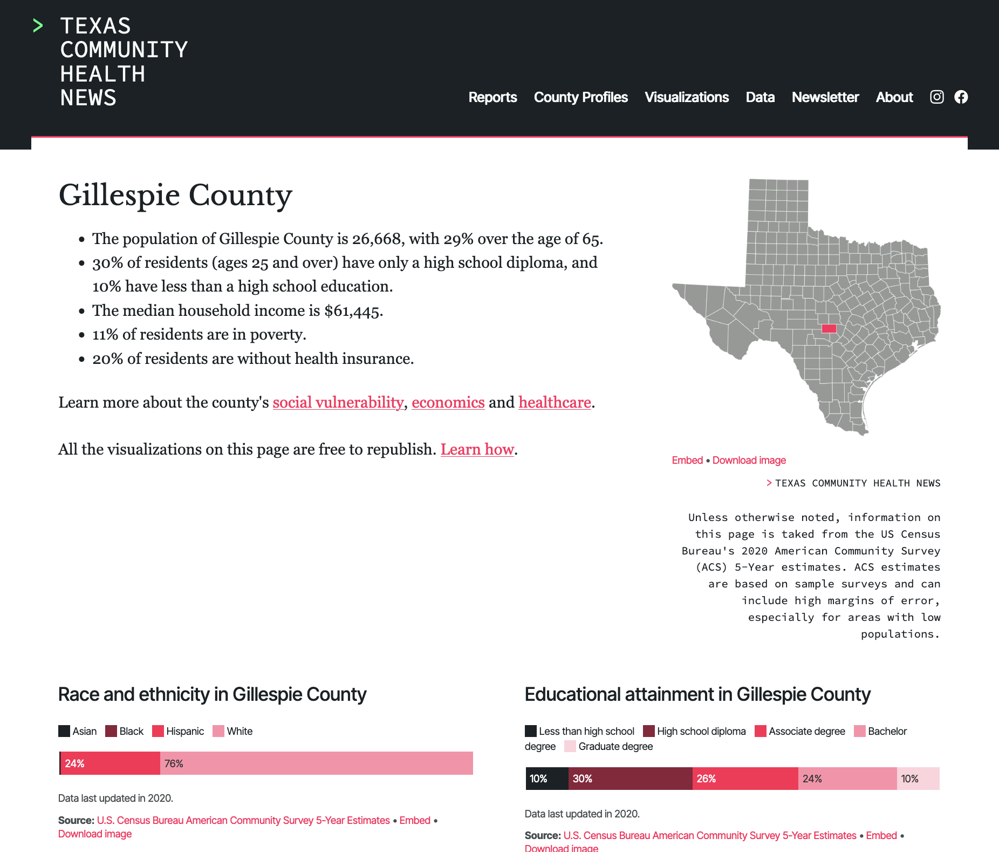 > TEXAS
COMMUNITY
HEALTH
NEWS
Reports County Profiles Visualizations Data Newsletter About
Gillespie County
• The population of Gillespie County is 26,668, with 29% over the age of 65.
• 30% of residents (ages 25 and over) have only a high school diploma, and
10% have less than a high school education.
• The median household income is $61,445.
• 11% of residents are in poverty.
• 20% of residents are without health insurance.
Learn more about the county's social vulnerability, economics and healthcare.
All the visualizations on this page are free to republish. Learn how.
Embed • Download image
> TEXAS COMMUNITY HEALTH NEWS
Unless otherwise noted, information on
this page is taked from the US Census
Bureau's 2020 American Community Survey
(ACS) 5-Year estimates. ACS estimates
are based on sample surveys and can
include high margins of error,
especially for areas with low
populations.
Race and ethnicity in Gillespie County
Asian Black Hispanic White
24% 76%
Data last updated in 2020.
Source: U.S. Census Bureau American Community Survey 5-Year Estimates • Embed •
Download image
Educational attainment in Gillespie County
Less than high school High school diploma Associate degree Bachelor
degree Graduate degree
10% 30% 26% 24% 10%
Data last updated in 2020.
Source: U.S. Census Bureau American Community Survey 5-Year Estimates • Embed •
Download image